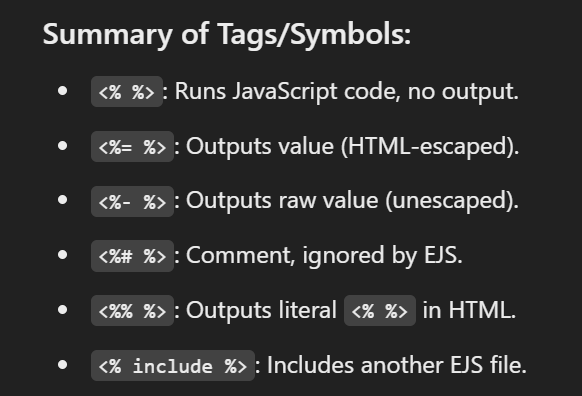 Summary of Tags/Symbols:
• <% %>: Runs JavaScript code, no output.
• <%= %>: Outputs value (HTML-escaped).
• <%- %>: Outputs raw value (unescaped).
• <%# %>: Comment, ignored by EJS.
• <%% %>: Outputs literal <% %> in HTML.
• <% include %>: Includes another EJS file.